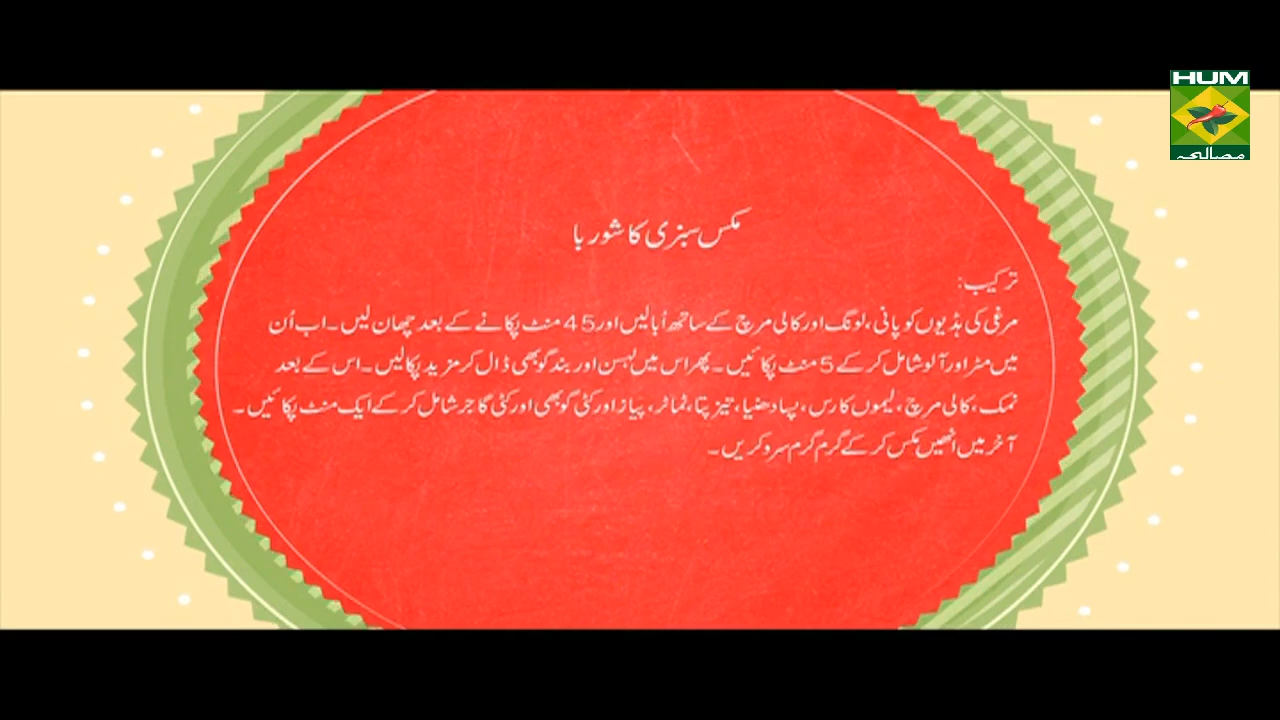 HUM
مصالحہ
مکس سبزی کا شوربا
ترکیب:
مرغی کی ہڈیوں کو پانی، لونگ اور کالی مرچ کے ساتھ اُبالیں اور 45 منٹ پکانے کے بعد چھان لیں۔ اب اُن
میں مٹر اور آلو شامل کر کے 5 منٹ پکائیں۔ پھر اس میں لہسن اور بند گوبھی ڈال کر مزید پکالیں۔ اس کے بعد
نمک، کالی مرچ، لیموں کا رس، پسا دھنیا، تیز پتا، ٹماٹر، پیاز اور کٹی گوبھی اور کٹی گاجر شامل کر کے ایک منٹ پکائیں۔
آخر میں انھیں مکس کر کے گرم گرم سرو کریں۔